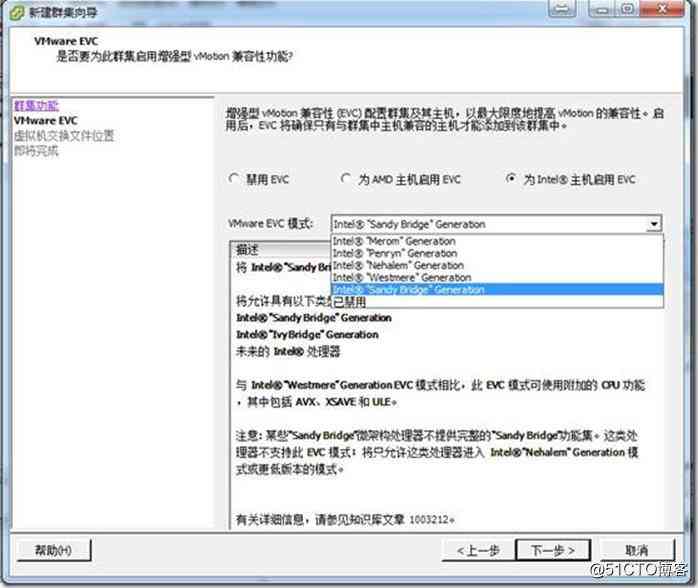 新建群集向导
VMware EVC
是否要为此群集启用增强型 vMotion 兼容性功能?
群集功能
VMware EVC
虚拟机交换文件位置
即将完成
增强型 vMotion 兼容性 (EVC) 配置群集及其主机，以最大限度地提高 vMotion 的兼容性。启
用后，EVC 将确保只有与群集中主机兼容的主机才能添加到该群集中。
禁用 EVC
为 AMD 主机启用 EVC
为 Intel® 主机启用 EVC
VMware EVC 模式:
Intel® "Sandy Bridge" Generation
Intel® "Merom" Generation
Intel® "Penryn" Generation
Intel® "Nehalem" Generation
Intel® "Westmere" Generation
Intel® "Sandy Bridge" Generation
已禁用
描述
将 Intel® "Sandy Bri
将允许具有以下类
Intel® "Sandy Bridge" Generation
Intel® "Ivy Bridge" Generation
未来的 Intel® 处理器
与 Intel® "Westmere" Generation EVC 模式相比，此 EVC 模式可使用附加的 CPU 功能
，其中包括 AVX、XSAVE 和 ULE。
注意: 某些"Sandy Bridge"微架构处理器不提供完整的"Sandy Bridge"功能集。这类处
理器不支持此 EVC 模式；将只允许这类处理器进入 Intel® "Nehalem" Generation 模
式或更低版本的模式。
有关详细信息，请参见知识库文章 1003212。
帮助(H)
< 上一步
下一步 >
取消
@51CTO博客